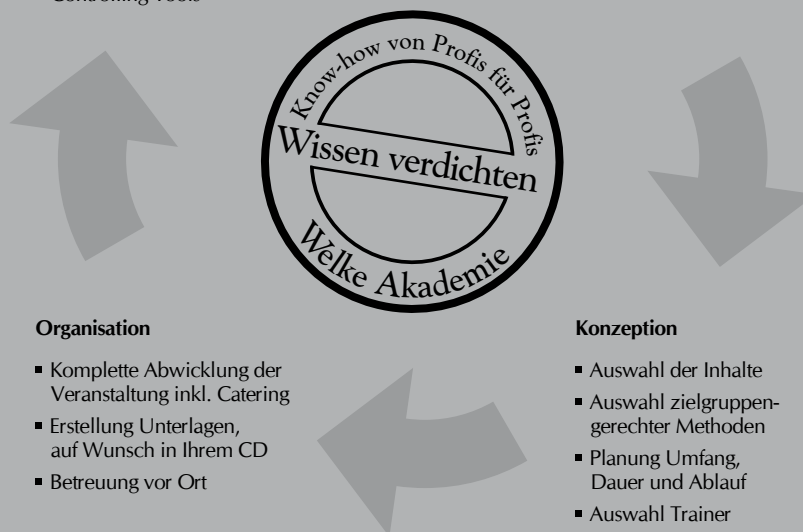 Controlling-Tools
Know-how von Profis für Profis
Wissen verdichten
Welke Akademie
Organisation
▪ Komplette Abwicklung der
Veranstaltung inkl. Catering
▪ Erstellung Unterlagen,
auf Wunsch in Ihrem CD
▪ Betreuung vor Ort
Konzeption
▪ Auswahl der Inhalte
▪ Auswahl zielgruppen-
gerechter Methoden
▪ Planung Umfang,
Dauer und Ablauf
▪ Auswahl Trainer